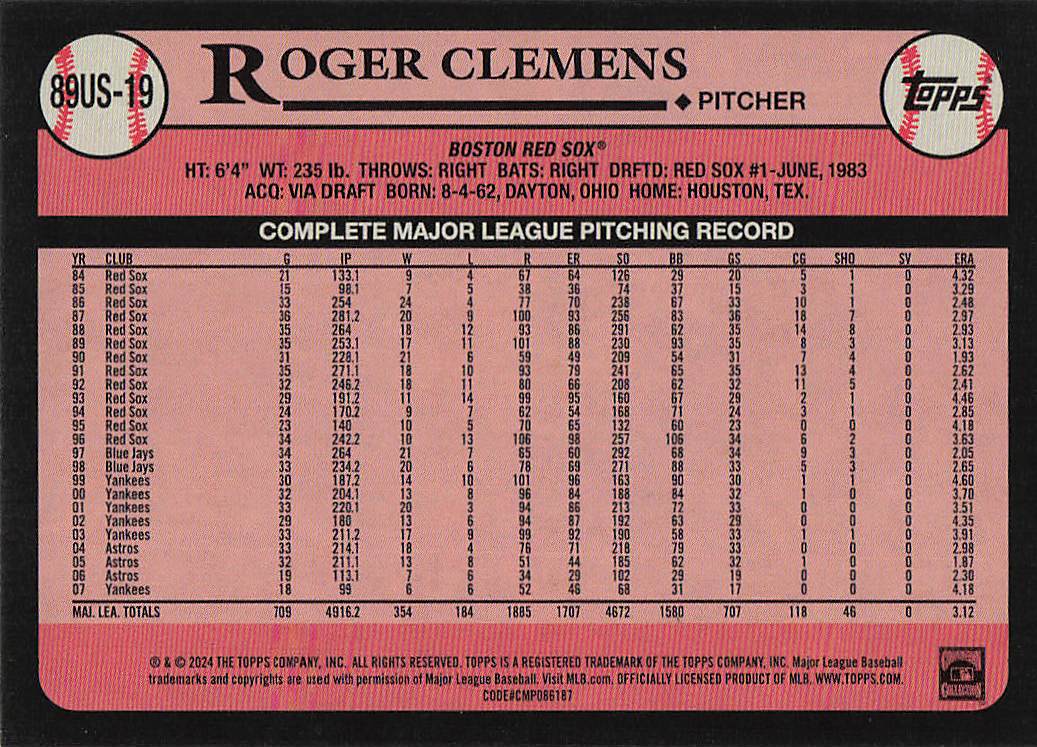 89US-19
ROGER CLEMENS
PITCHER
TOPPS
BOSTON RED SOX®
HT: 6'4" WT: 235 lb. THROWS: RIGHT BATS: RIGHT DRFTD: RED SOX #1-JUNE, 1983
ACQ: VIA DRAFT BORN: 8-4-62, DAYTON, OHIO HOME: HOUSTON, TEX.
COMPLETE MAJOR LEAGUE PITCHING RECORD
YR CLUB G IP W L R ER SO BB GS CG SHO SV ERA
84 Red Sox 21 133.1 9 4 67 64 126 29 20 5 1 0 4.32
85 Red Sox 15 98.1 7 5 38 36 74 37 15 3 1 0 3.29
86 Red Sox 33 254 24 4 77 70 238 67 33 10 1 0 2.48
87 Red Sox 36 281.2 20 9 100 93 256 83 36 18 7 0 2.97
88 Red Sox 35 264 18 12 93 86 291 62 35 14 8 0 2.93
89 Red Sox 35 253.1 17 11 101 88 230 93 35 8 3 0 3.13
90 Red Sox 31 228.1 21 6 59 49 209 54 31 7 4 0 1.93
91 Red Sox 35 271.1 18 10 93 79 241 65 35 13 4 0 2.62
92 Red Sox 32 246.2 18 11 80 66 208 62 32 11 5 0 2.41
93 Red Sox 29 191.2 11 14 99 95 160 67 29 2 1 0 4.46
94 Red Sox 24 170.2 9 7 62 54 168 71 24 3 1 0 2.85
95 Red Sox 23 140 10 5 70 65 132 60 23 0 0 0 4.18
96 Red Sox 34 242.2 10 13 106 98 257 106 34 6 2 0 3.63
97 Blue Jays 34 264 21 7 65 60 292 68 34 9 3 0 2.05
98 Blue Jays 33 234.2 20 6 78 69 271 88 33 5 3 0 2.65
99 Yankees 30 187.2 14 10 101 96 163 90 30 1 1 0 4.60
00 Yankees 32 204.1 13 8 96 84 188 84 32 1 0 0 3.70
01 Yankees 33 220.1 20 3 94 86 213 72 33 0 0 0 3.51
02 Yankees 29 180 13 6 94 87 192 63 29 0 0 0 4.35
03 Yankees 33 211.2 17 9 99 92 190 58 33 1 1 0 3.91
04 Astros 33 214.1 18 4 76 71 218 79 33 0 0 0 2.98
05 Astros 32 211.1 13 8 51 44 185 62 32 1 0 0 1.87
06 Astros 19 113.1 7 6 34 29 102 29 19 0 0 0 2.30
07 Yankees 18 99 6 6 52 46 68 31 17 0 0 0 4.18
MAJ. LEA. TOTALS 709 4916.2 354 184 1885 1707 4672 1580 707 118 46 0 3.12
® & © 2024 THE TOPPS COMPANY, INC. ALL RIGHTS RESERVED. TOPPS IS A REGISTERED TRADEMARK OF THE TOPPS COMPANY, INC. Major League Baseball
trademarks and copyrights are used with permission of Major League Baseball. Visit MLB.com. OFFICIALLY LICENSED PRODUCT OF MLB. WWW.TOPPS.COM.
CODE#CMP086187
COLLECTION